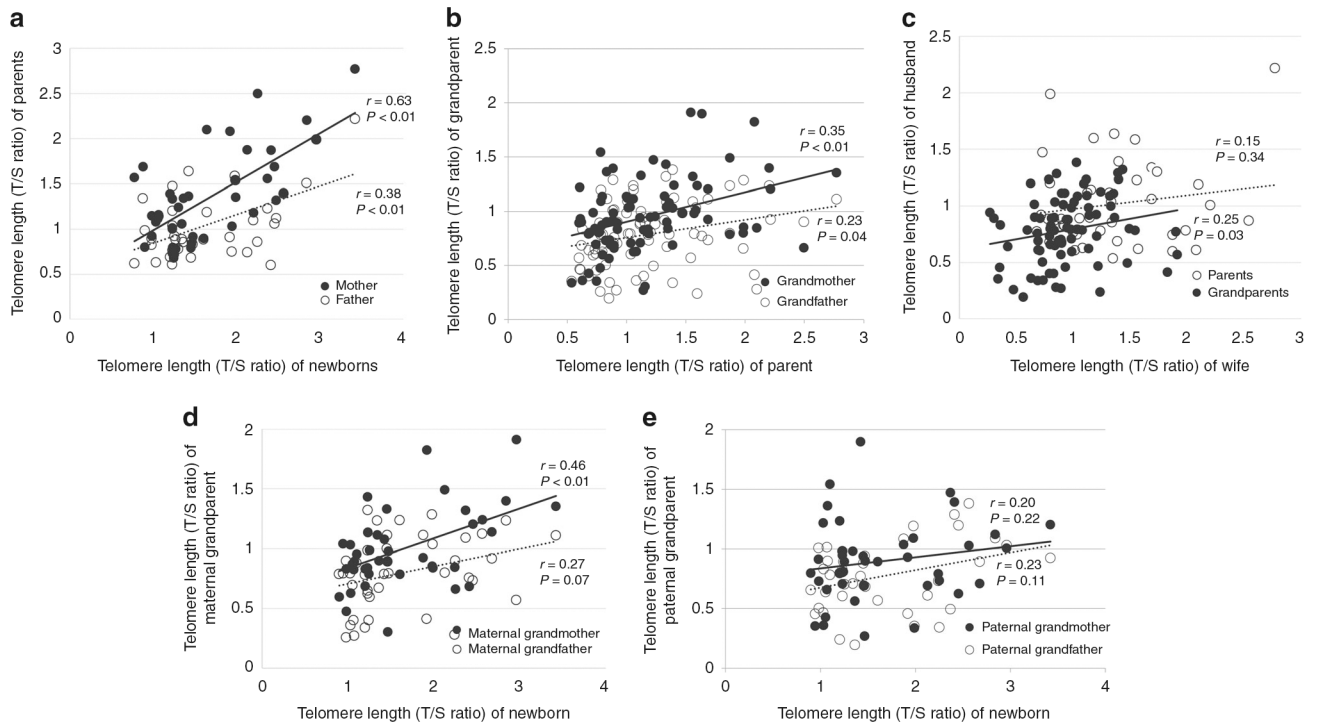 a
Telomere length (T/S ratio) of parents
3
2.5
2
1.5
1
0.5
0
0
1
2
3
4
r = 0.63
P < 0.01
r = 0.38
P < 0.01
Mother
Father
Telomere length (T/S ratio) of newborns
b
Telomere length (T/S ratio) of grandparent
2.5
2
1.5
1
0.5
0
0
0.5
1
1.5
2
2.5
3
r = 0.35
P < 0.01
r = 0.23
P = 0.04
Grandmother
Grandfather
Telomere length (T/S ratio) of parent
c
Telomere length (T/S ratio) of husband
2.5
2
1.5
1
0.5
0
0
0.5
1
1.5
2
2.5
3
r = 0.15
P = 0.34
r = 0.25
P = 0.03
Parents
Grandparents
Telomere length (T/S ratio) of wife
d
Telomere length (T/S ratio) of
maternal grandparent
2
1.5
1
0.5
0
0
1
2
3
4
r = 0.46
P < 0.01
r = 0.27
P = 0.07
Maternal grandmother
Maternal grandfather
Telomere length (T/S ratio) of newborn
e
Telomere length (T/S ratio) of
paternal grandparent
2
1.5
1
0.5
0
0
1
2
3
4
r = 0.20
P = 0.22
r = 0.23
P = 0.11
Paternal grandmother
Paternal grandfather
Telomere length (T/S ratio) of newborn